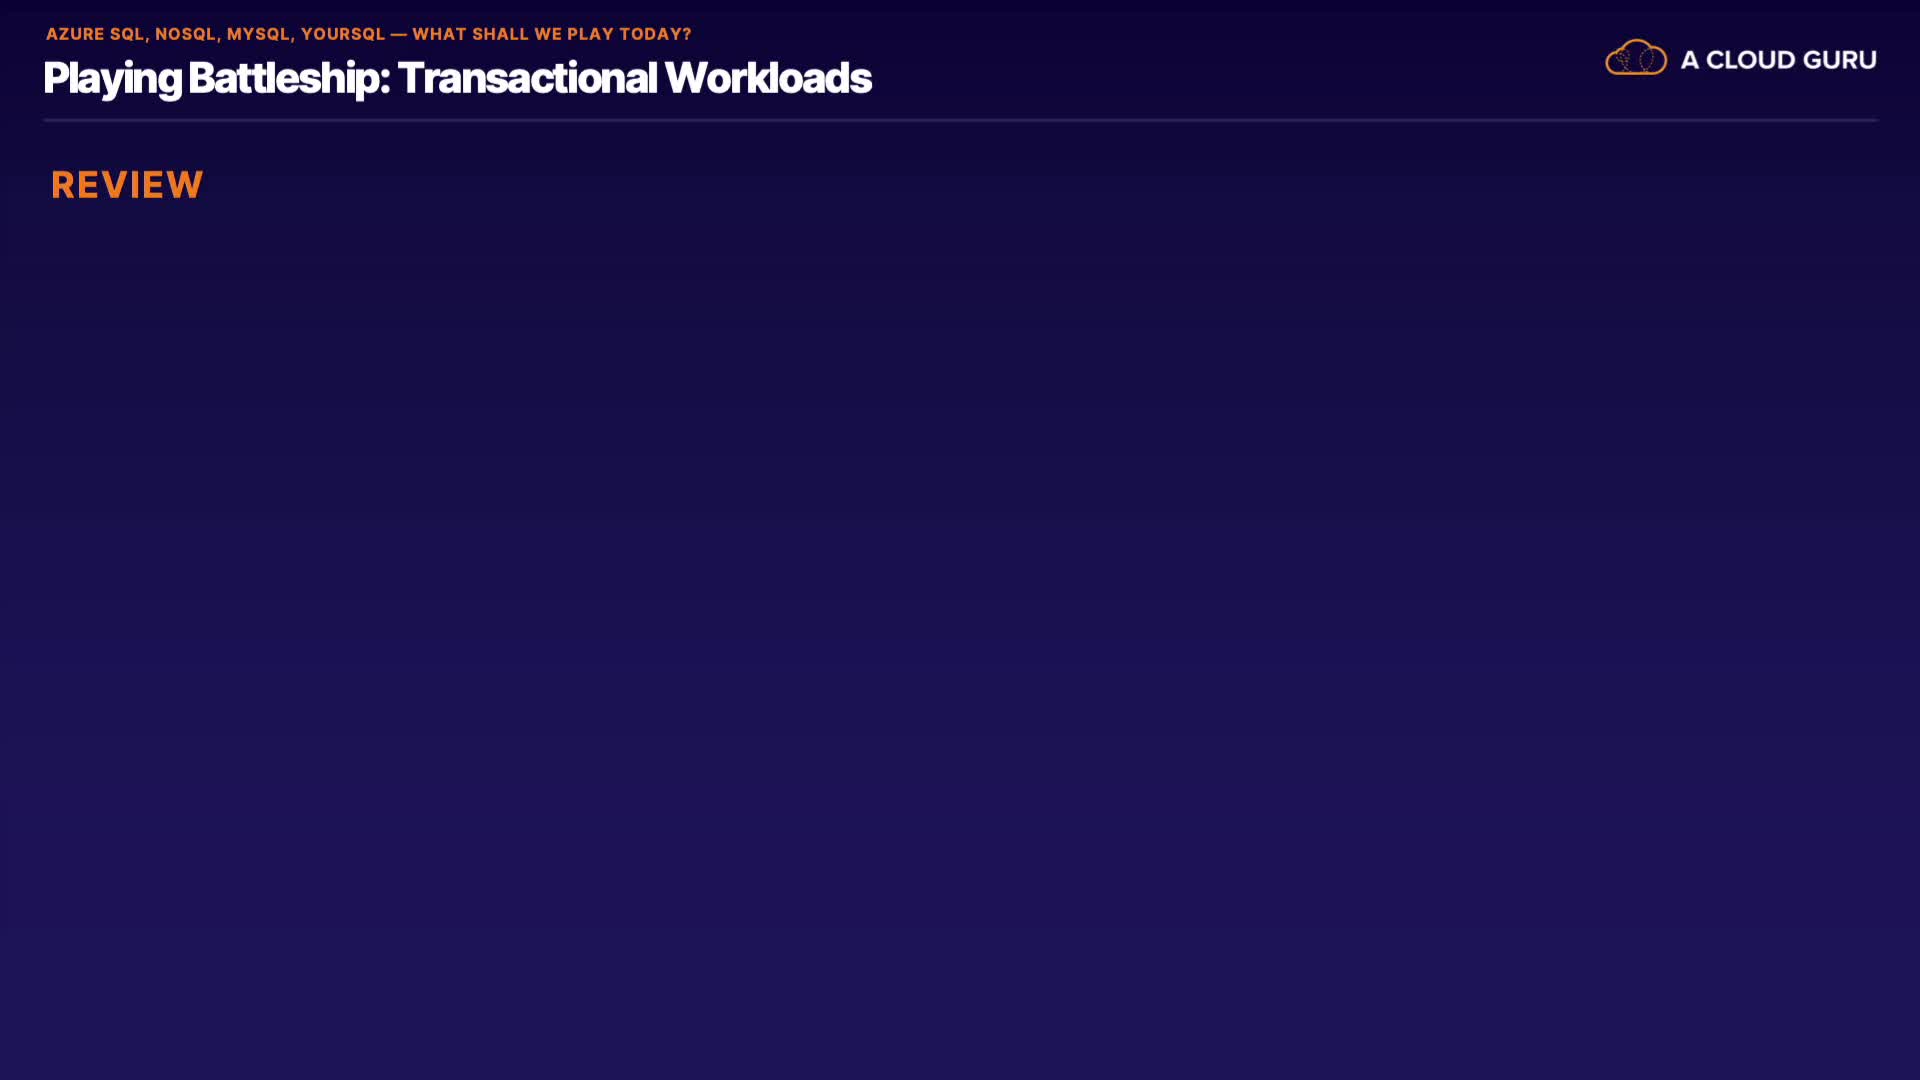 AZURE SQL, NOSQL, MYSQL, YOURSQL — WHAT SHALL WE PLAY TODAY?
Playing Battleship: Transactional Workloads
A CLOUD GURU
REVIEW